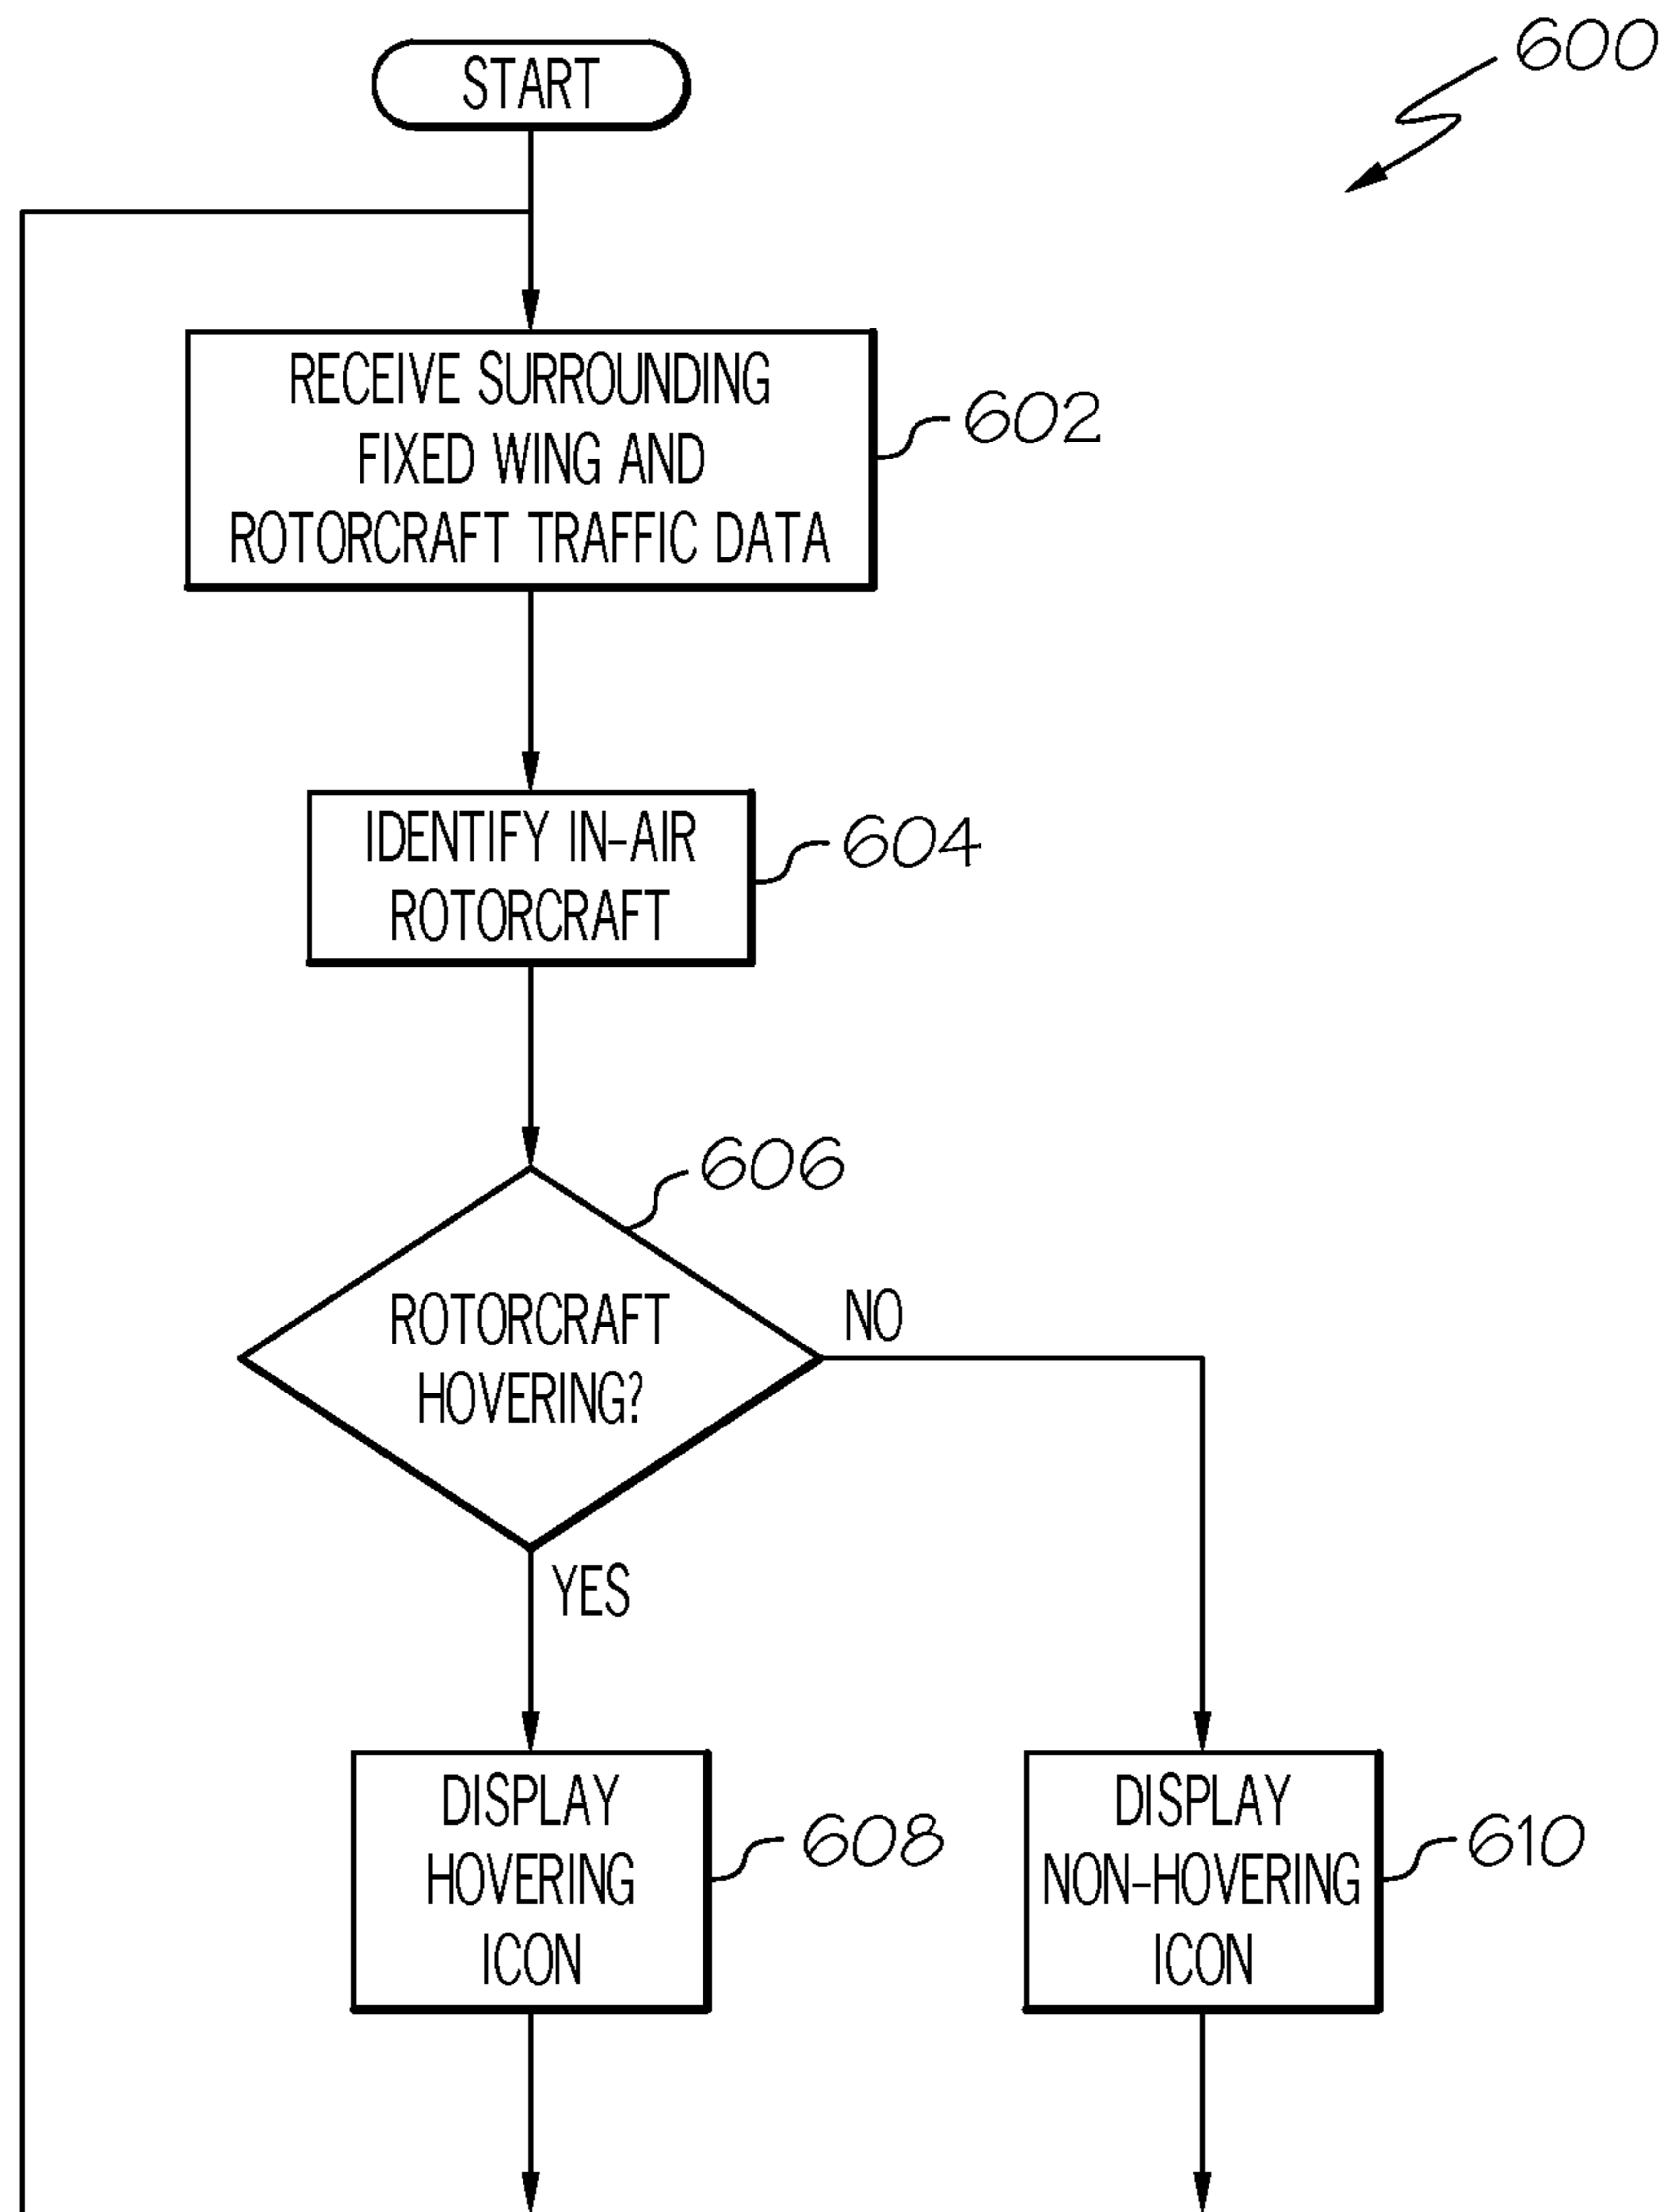 600
START
RECEIVE SURROUNDING
FIXED WING AND
ROTORCRAFT TRAFFIC DATA
602
IDENTIFY IN-AIR
ROTORCRAFT
604
606
ROTORCRAFT
HOVERING?
NO
YES
DISPLAY
HOVERING
ICON
608
DISPLAY
NON-HOVERING
ICON
610